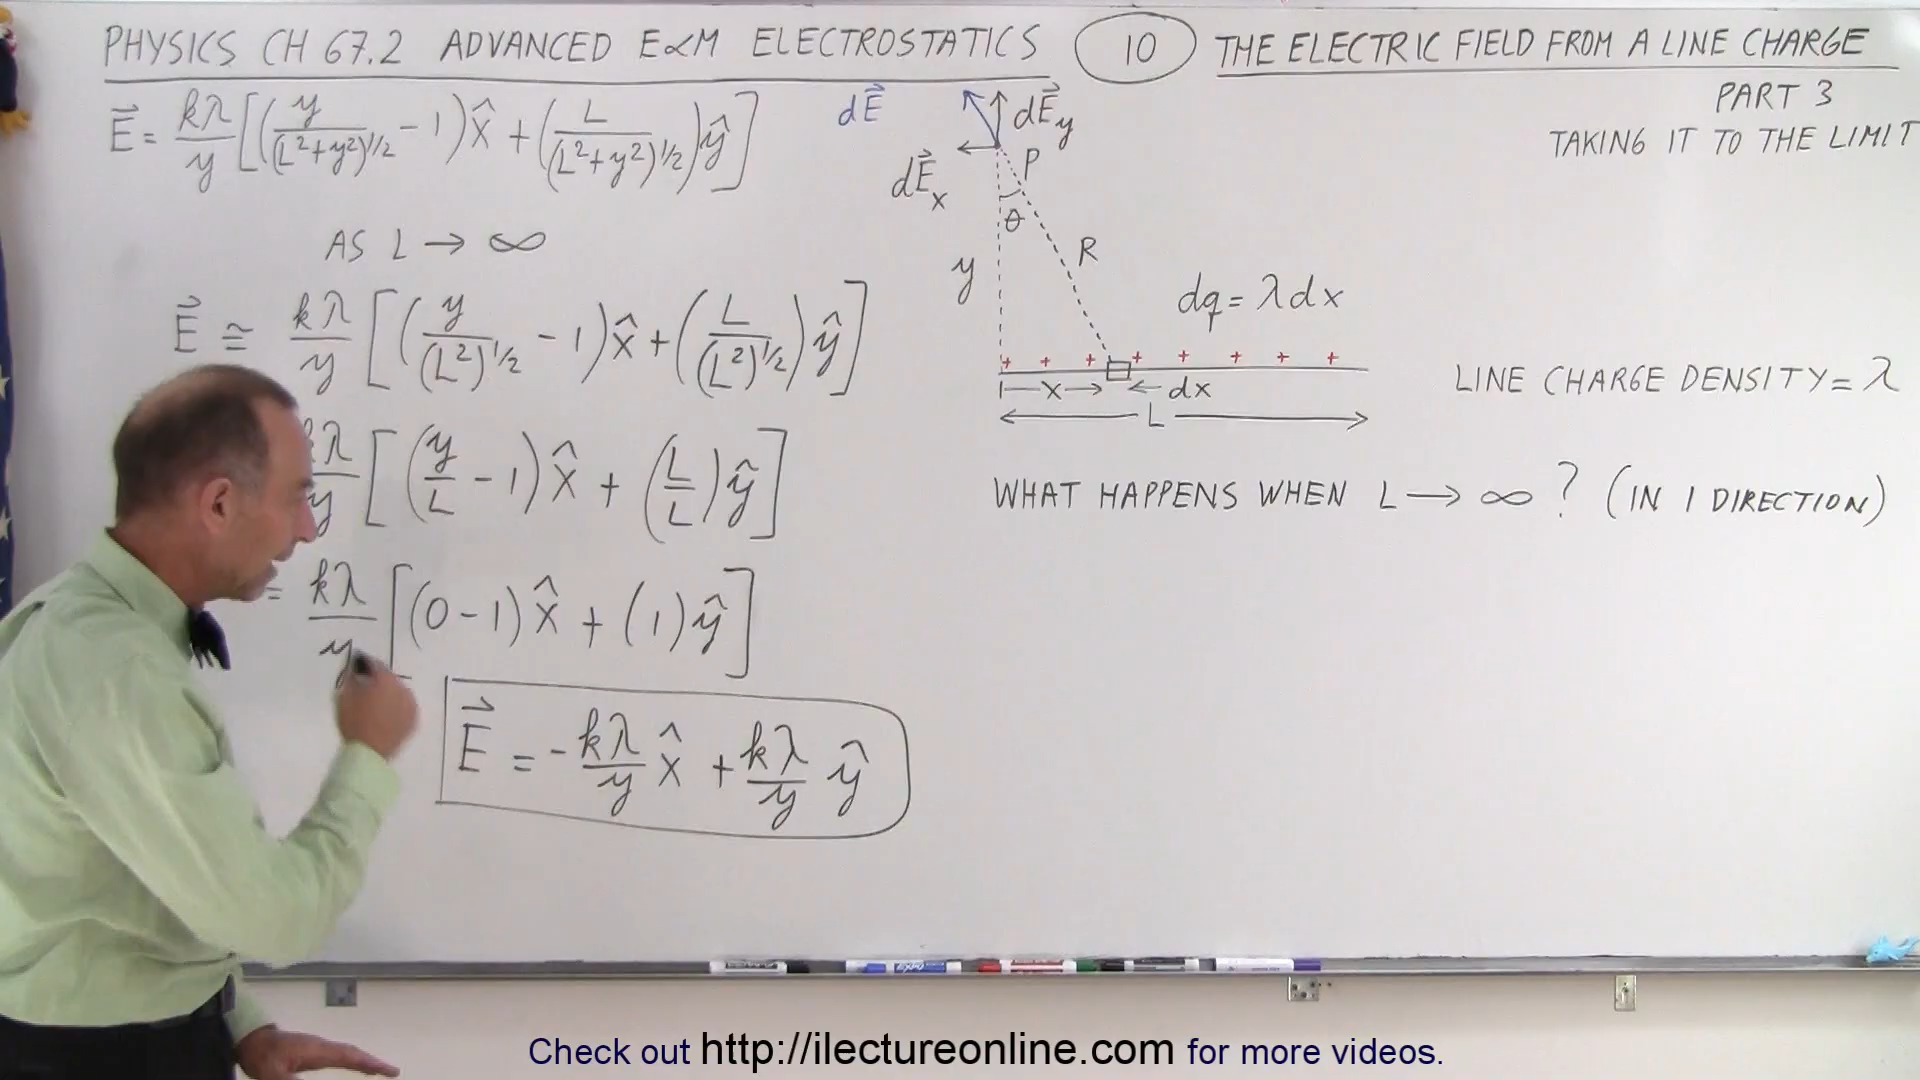 PHYSICS CH 67.2 ADVANCED E&M ELECTROSTATICS 10 THE ELECTRIC FIELD FROM A LINE CHARGE
PART 3
TAKING IT TO THE LIMIT
E⃗ = kλ/y [(y/(L²+y²)^1/2 - 1)x̂ + (L/(L²+y²)^1/2)ŷ]
AS L → ∞
E⃗ ≅ kλ/y [(y/(L²)^1/2 - 1)x̂ + (L/(L²)^1/2)ŷ]
kλ/y [(y/L - 1)x̂ + (L/L)ŷ]
= kλ/y [(0-1)x̂ + (1)ŷ]
E⃗ = -kλ/y x̂ + kλ/y ŷ
dE⃗
dE⃗y
dE⃗x
P
θ
y
R
dq = λdx
+ + + + + + + +
x dx
L
LINE CHARGE DENSITY = λ
WHAT HAPPENS WHEN L → ∞ ? (IN 1 DIRECTION)
Check out http://ilectureonline.com for more videos.